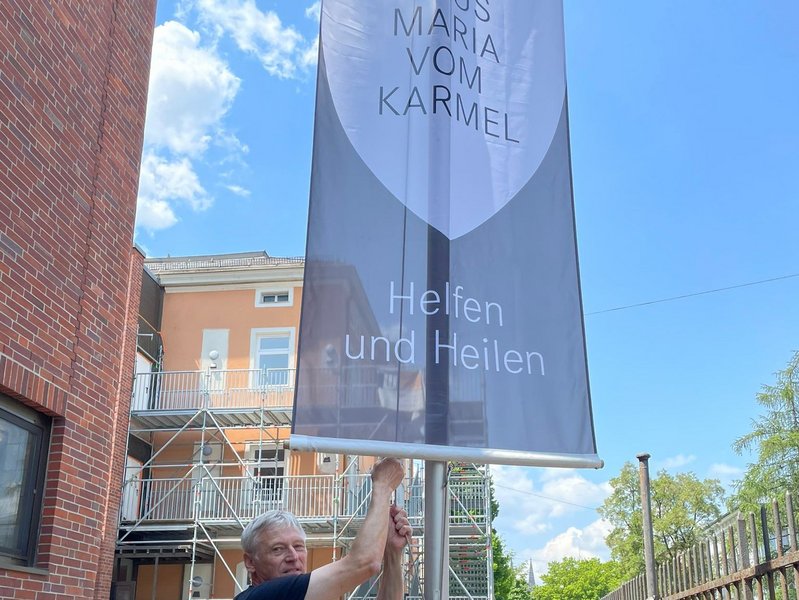 MARIA
VOM
KARMEL
Helfen
und Heilen